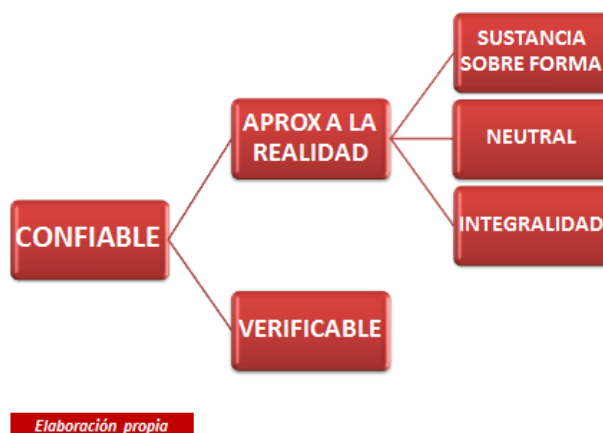 SUSTANCIA
SOBRE FORMA
APROX A LA
REALIDAD
NEUTRAL
INTEGRALIDAD
CONFIABLE
VERIFICABLE
Elaboración propia